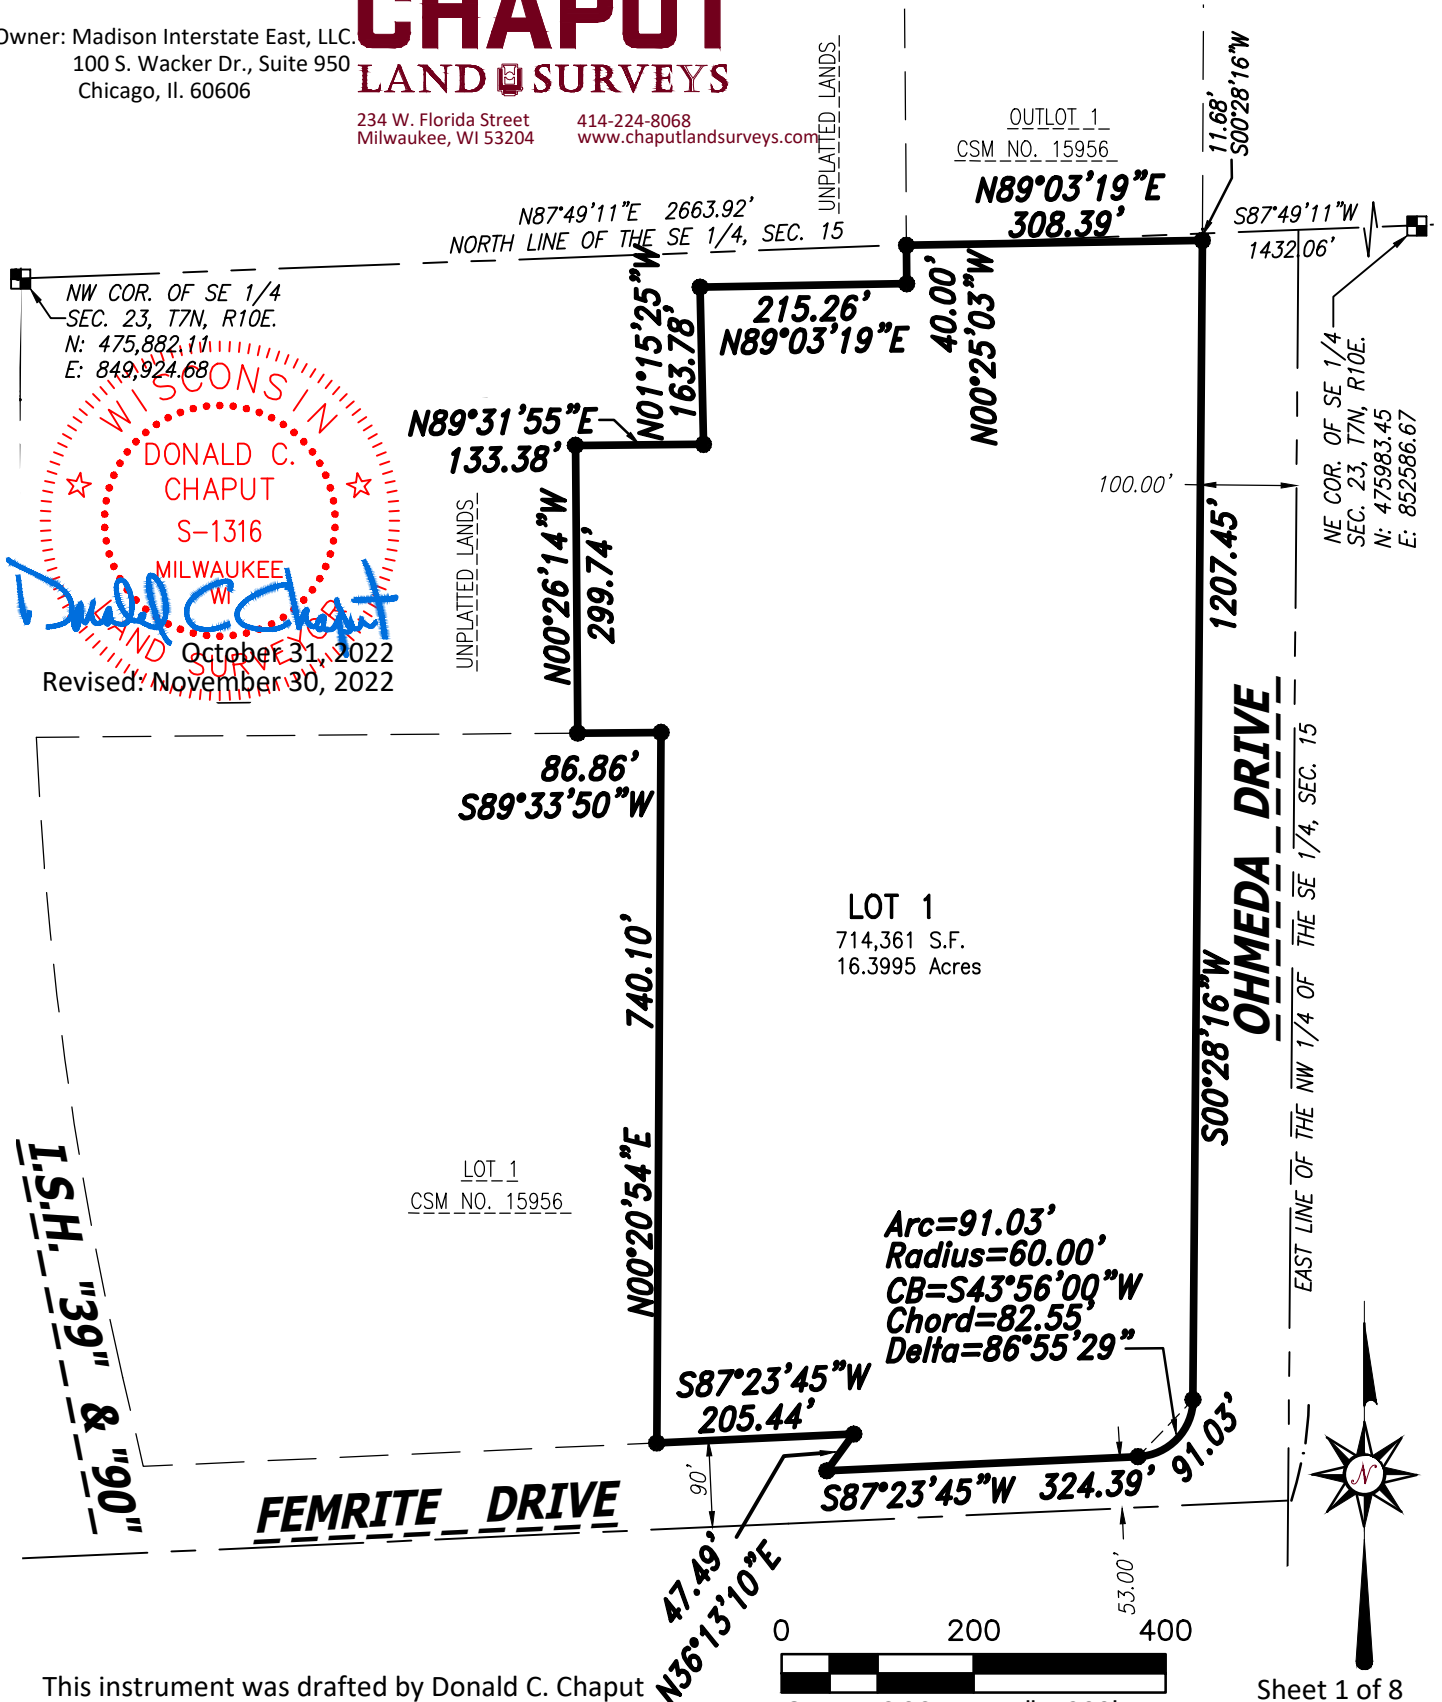 Owner: Madison Interstate East, LLC.
100 S. Wacker Dr., Suite 950
Chicago, Il. 60606
CHAPUT
LAND SURVEYS
234 W. Florida Street 414-224-8068
Milwaukee, WI 53204 www.chaputlandsurveys.com
UNPLATTED LANDS
OUTLOT 1
CSM NO. 15956
11.68'
S00°28'16"W
N89°03'19"E
308.39'
N87°49'11"E 2663.92'
NORTH LINE OF THE SE 1/4, SEC. 15
S87°49'11"W
1432.06'
NW COR. OF SE 1/4
SEC. 23, T7N, R10E.
N: 475,882.11
E: 849,924.68
NE COR. OF SE 1/4
SEC. 23, T7N, R10E.
N: 475983.45
E: 852586.67
215.26'
N89°03'19"E
40.00'
N00°25'03"W
N01°15'25"W
163.78'
N89°31'55"E
133.38'
WISCONSIN
DONALD C.
CHAPUT
S-1316
MILWAUKEE
WI
LAND SURVEYOR
Donald C Chaput
October 31, 2022
Revised: November 30, 2022
UNPLATTED LANDS
N00°26'14"W
299.74'
100.00'
1207.45'
S00°28'16"W
OHMEDA DRIVE
EAST LINE OF THE NW 1/4 OF THE SE 1/4, SEC. 15
86.86'
S89°33'50"W
LOT 1
714,361 S.F.
16.3995 Acres
740.10'
N00°20'54"E
LOT 1
CSM NO. 15956
I.S.H. "39" & "90"
Arc=91.03'
Radius=60.00'
CB=S43°56'00"W
Chord=82.55'
Delta=86°55'29"
S87°23'45"W
205.44'
91.03'
S87°23'45"W 324.39'
90'
FEMRITE DRIVE
47.49'
N36°13'10"E
53.00'
N
0 200 400
This instrument was drafted by Donald C. Chaput
Sheet 1 of 8